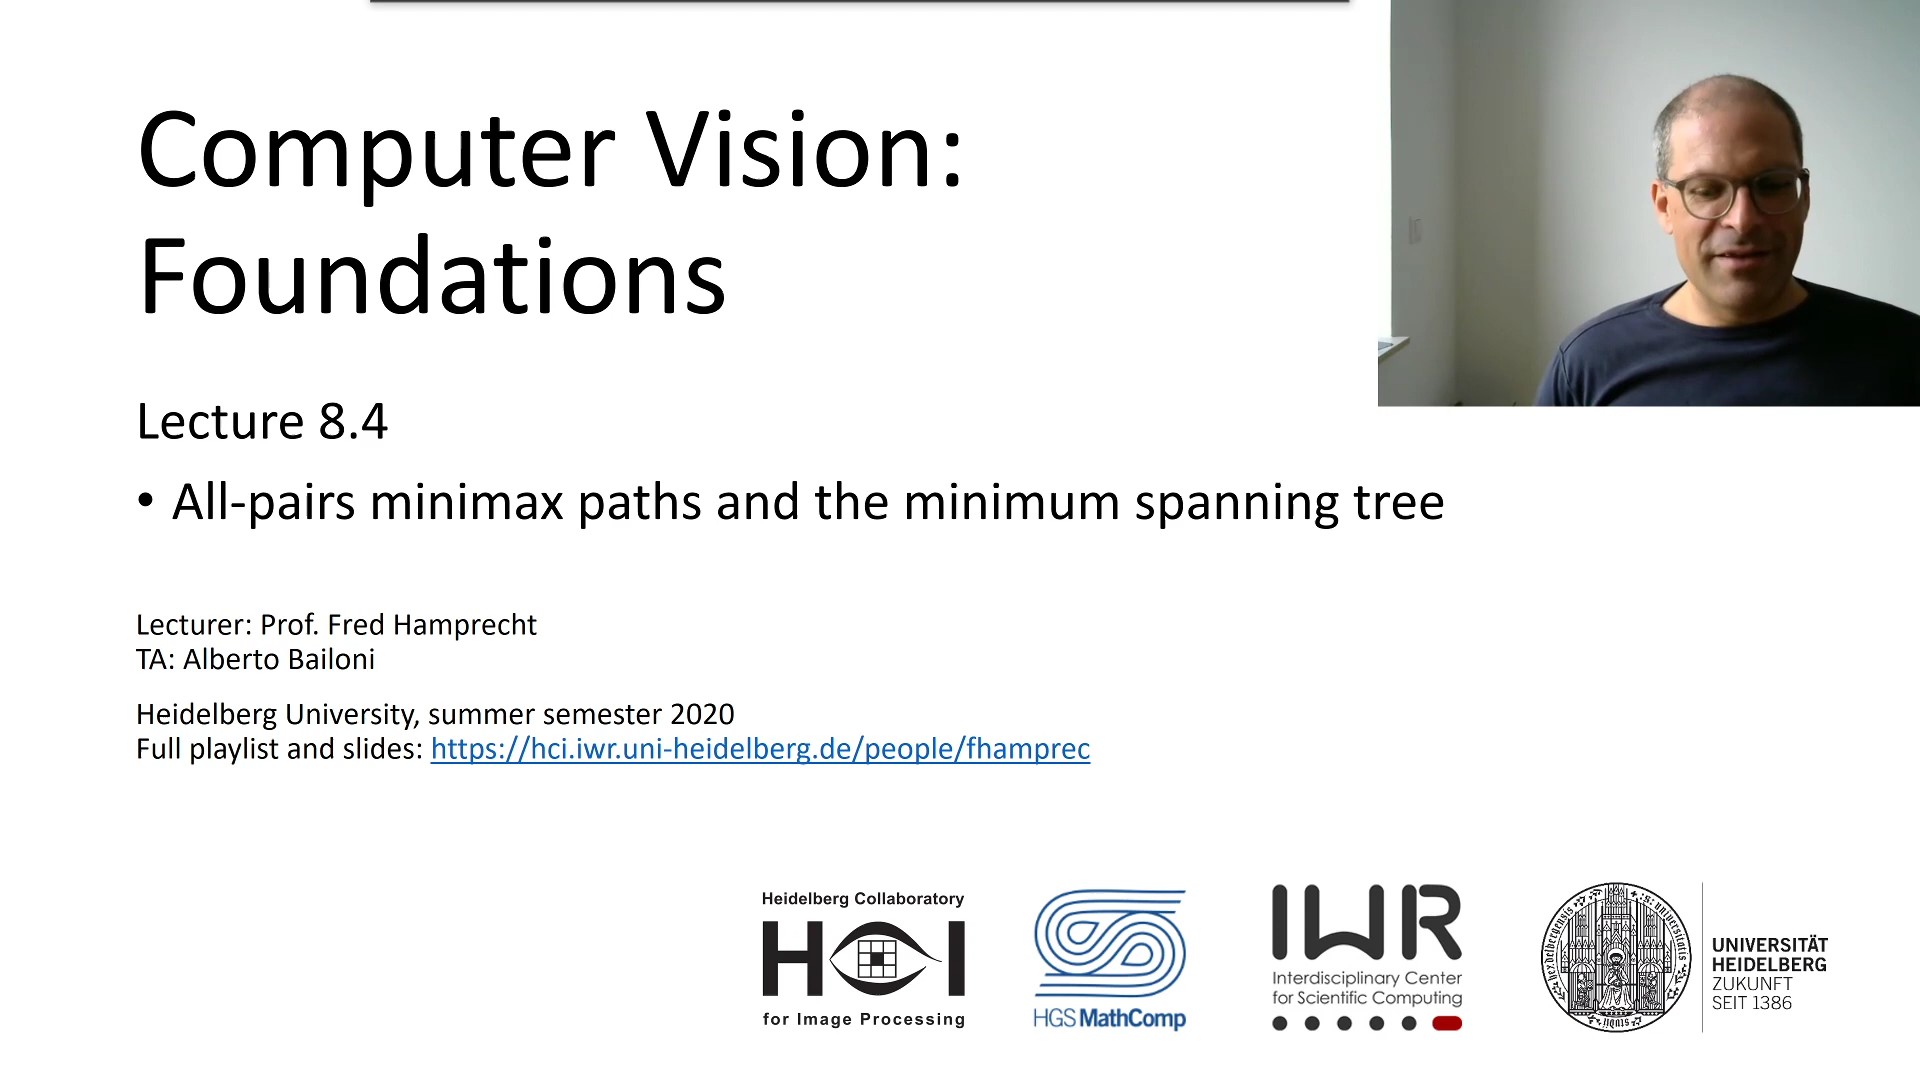 Computer Vision:
Foundations
Lecture 8.4
• All-pairs minimax paths and the minimum spanning tree
Lecturer: Prof. Fred Hamprecht
TA: Alberto Bailoni
Heidelberg University, summer semester 2020
Full playlist and slides: https://hci.iwr.uni-heidelberg.de/people/fhamprec
Heidelberg Collaboratory
HCI
for Image Processing
HGS MathComp
IWR
Interdisciplinary Center
for Scientific Computing
UNIVERSITÄT
HEIDELBERG
ZUKUNFT
SEIT 1386